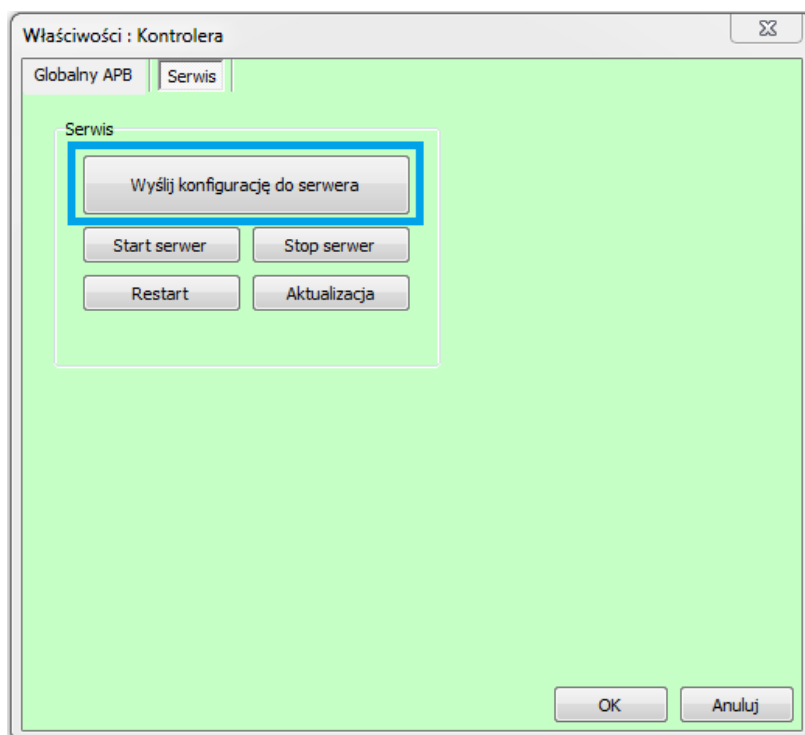 Właściwości : Kontrolera
Globalny APB Serwis
Serwis
Wyślij konfigurację do serwera
Start serwer Stop serwer
Restart Aktualizacja
OK Anuluj